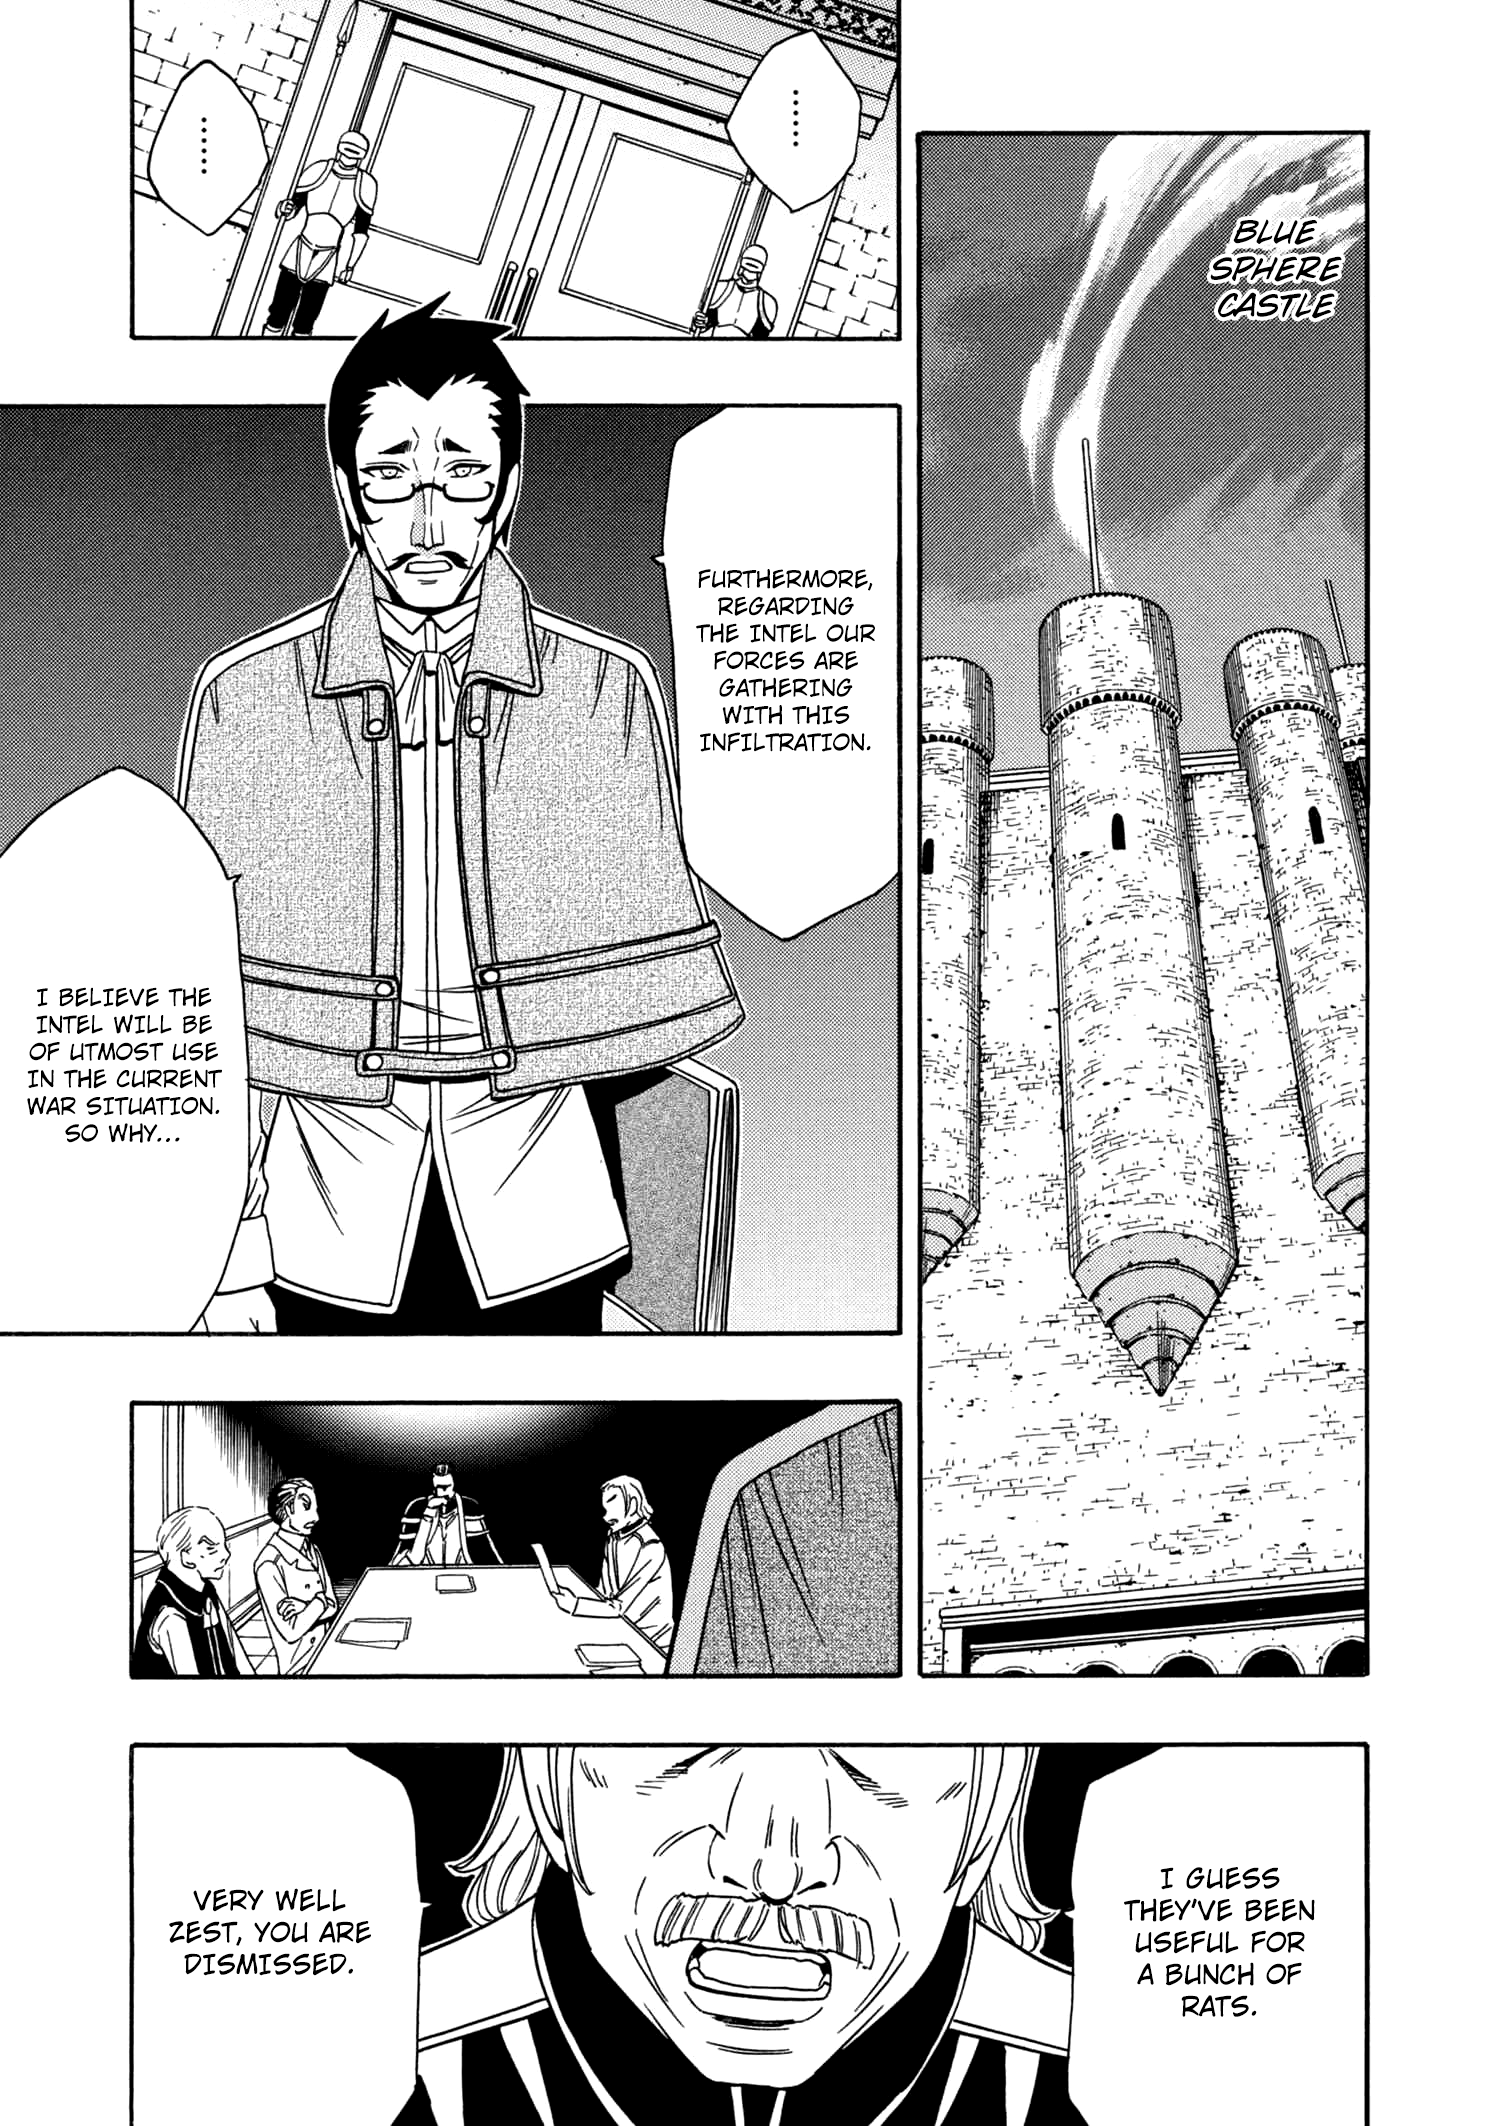 BLUE
SPHERE
CASTLE
......
......
FURTHERMORE,
REGARDING
THE INTEL OUR
FORCES ARE
GATHERING
WITH THIS
INFILTRATION.
I BELIEVE THE
INTEL WILL BE
OF UTMOST USE
IN THE CURRENT
WAR SITUATION.
SO WHY...
I GUESS
THEY'VE BEEN
USEFUL FOR
A BUNCH OF
RATS.
VERY WELL
ZEST, YOU ARE
DISMISSED.